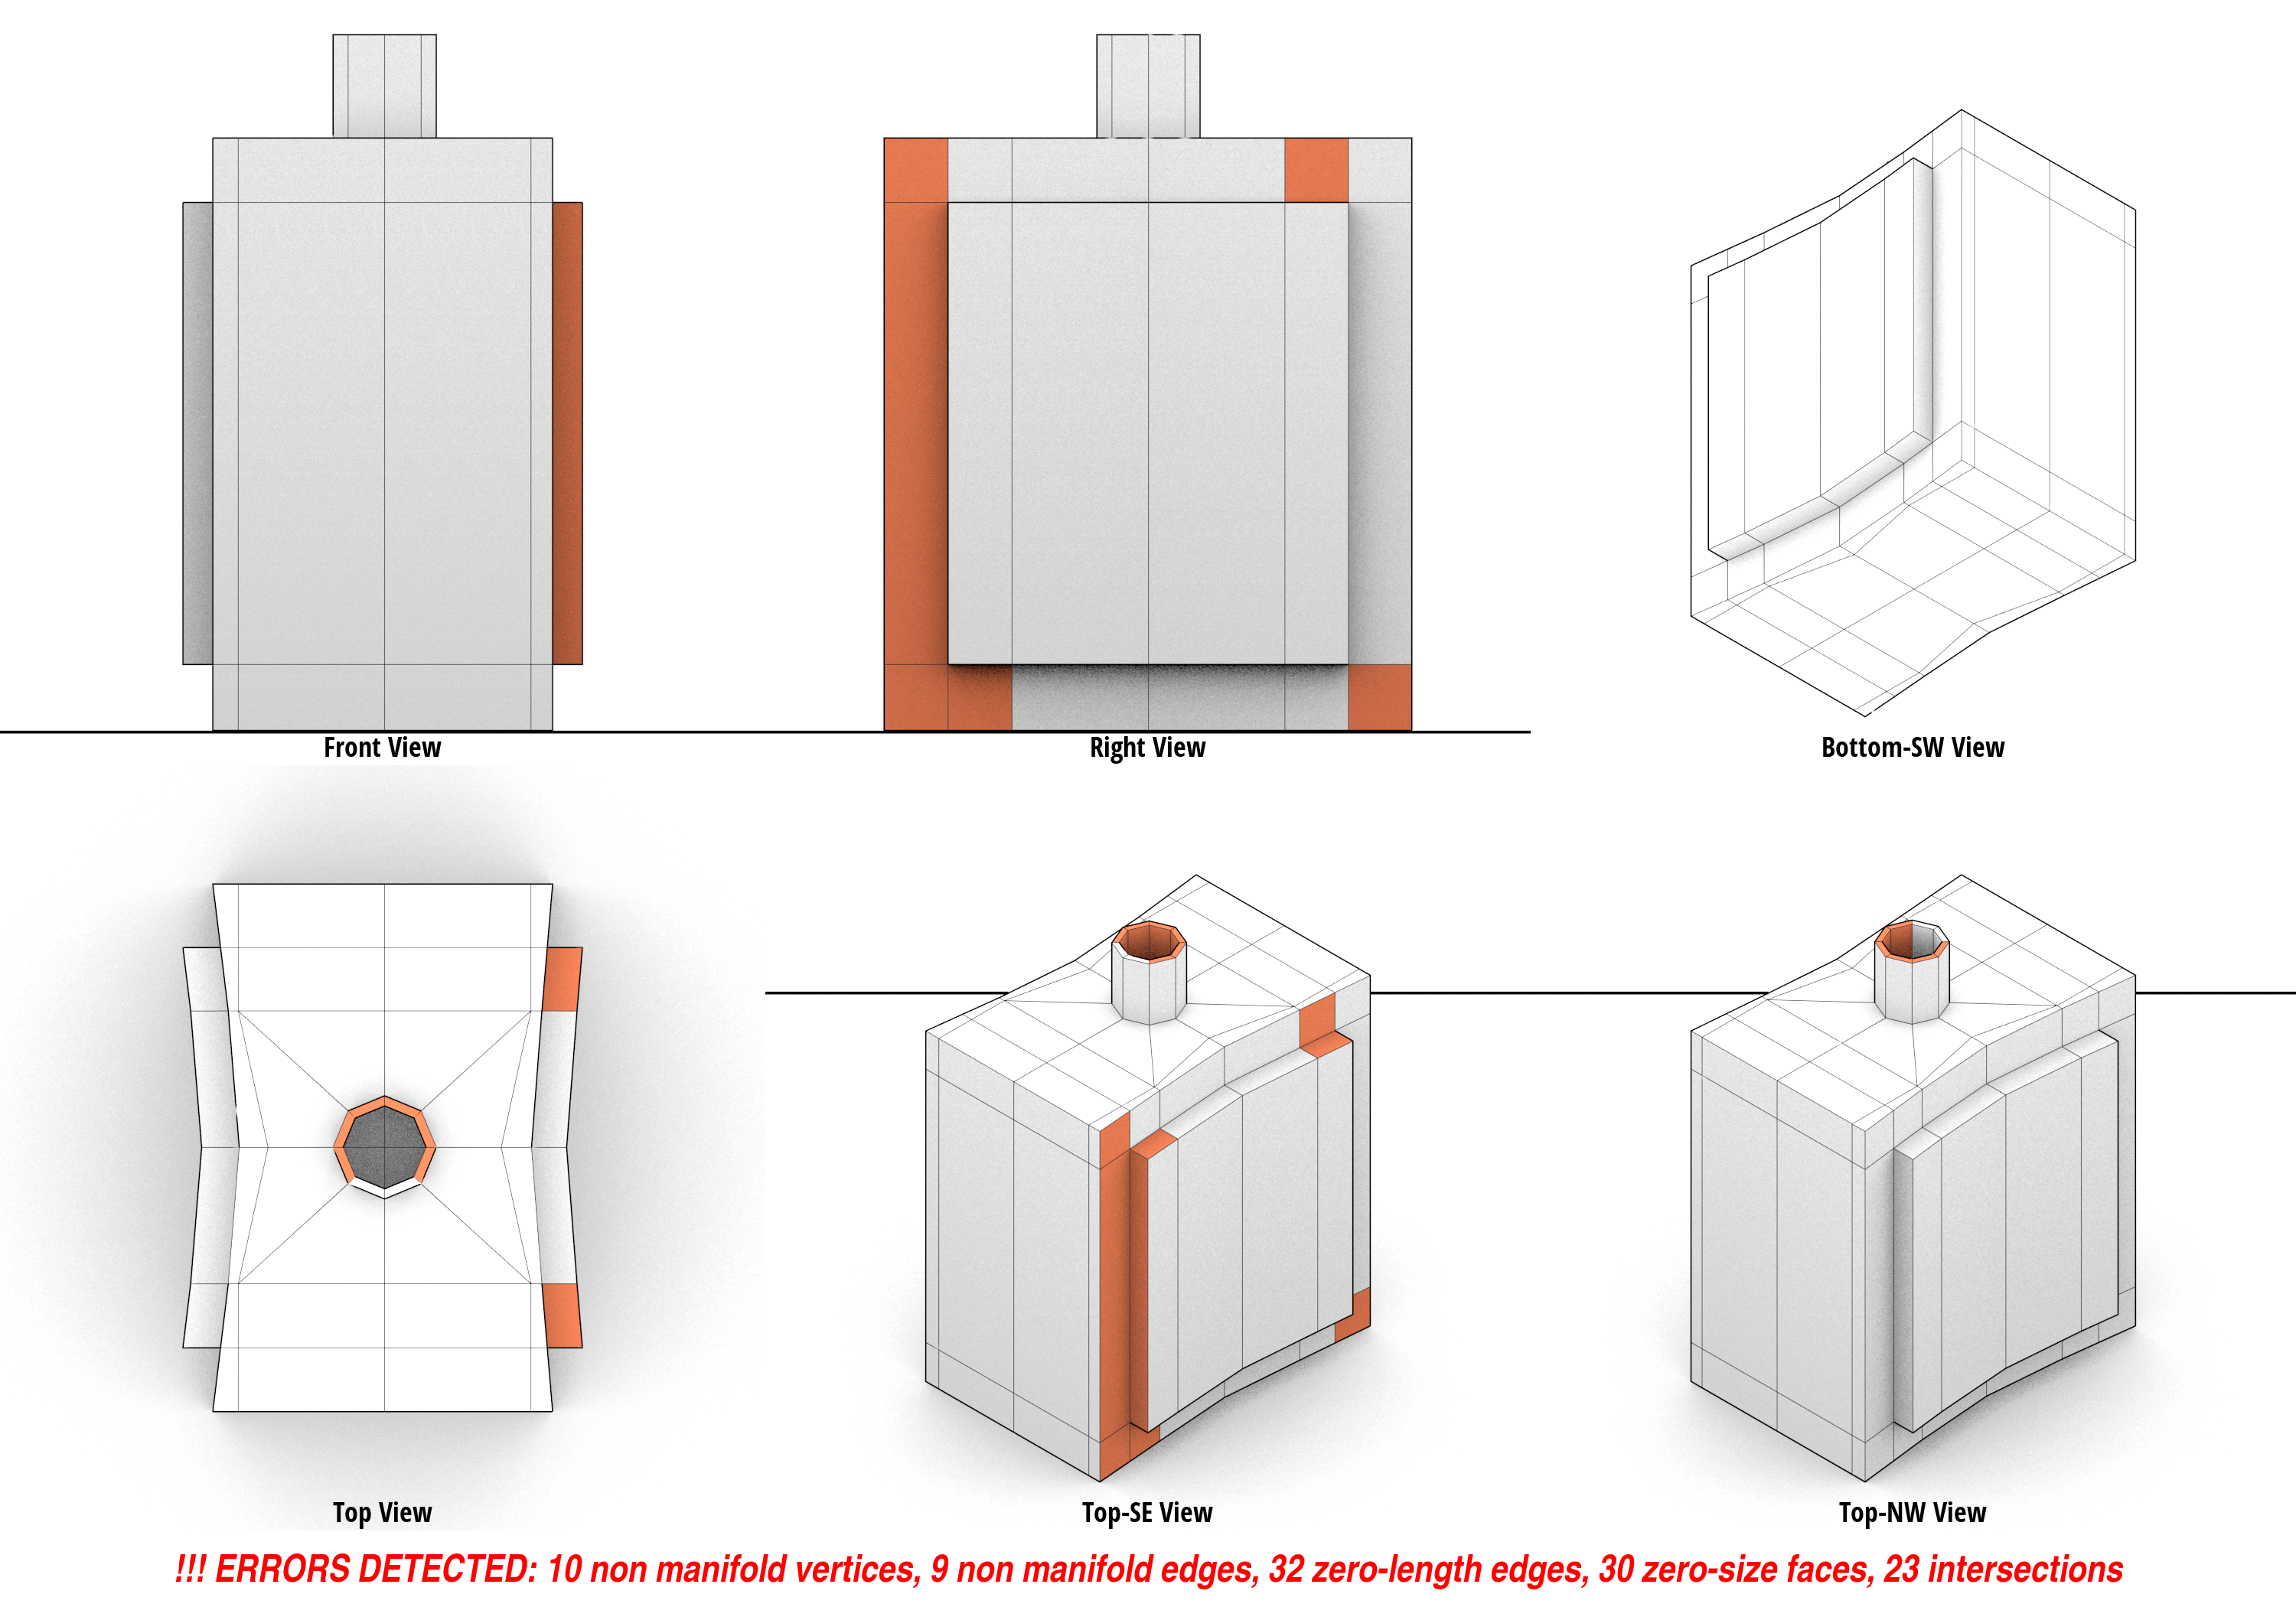 Front View
Right View
Bottom-SW View
Top View
Top-SE View
Top-NW View
!!! ERRORS DETECTED: 10 non manifold vertices, 9 non manifold edges, 32 zero-length edges, 30 zero-size faces, 23 intersections